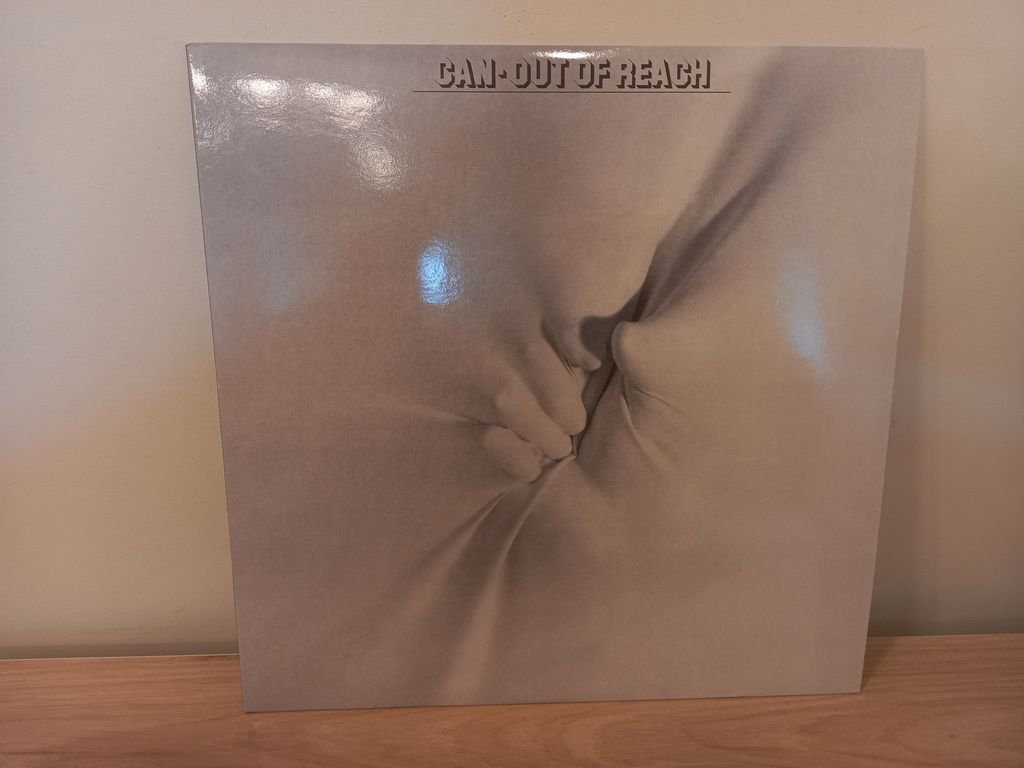 CAN · OUT OF REACH